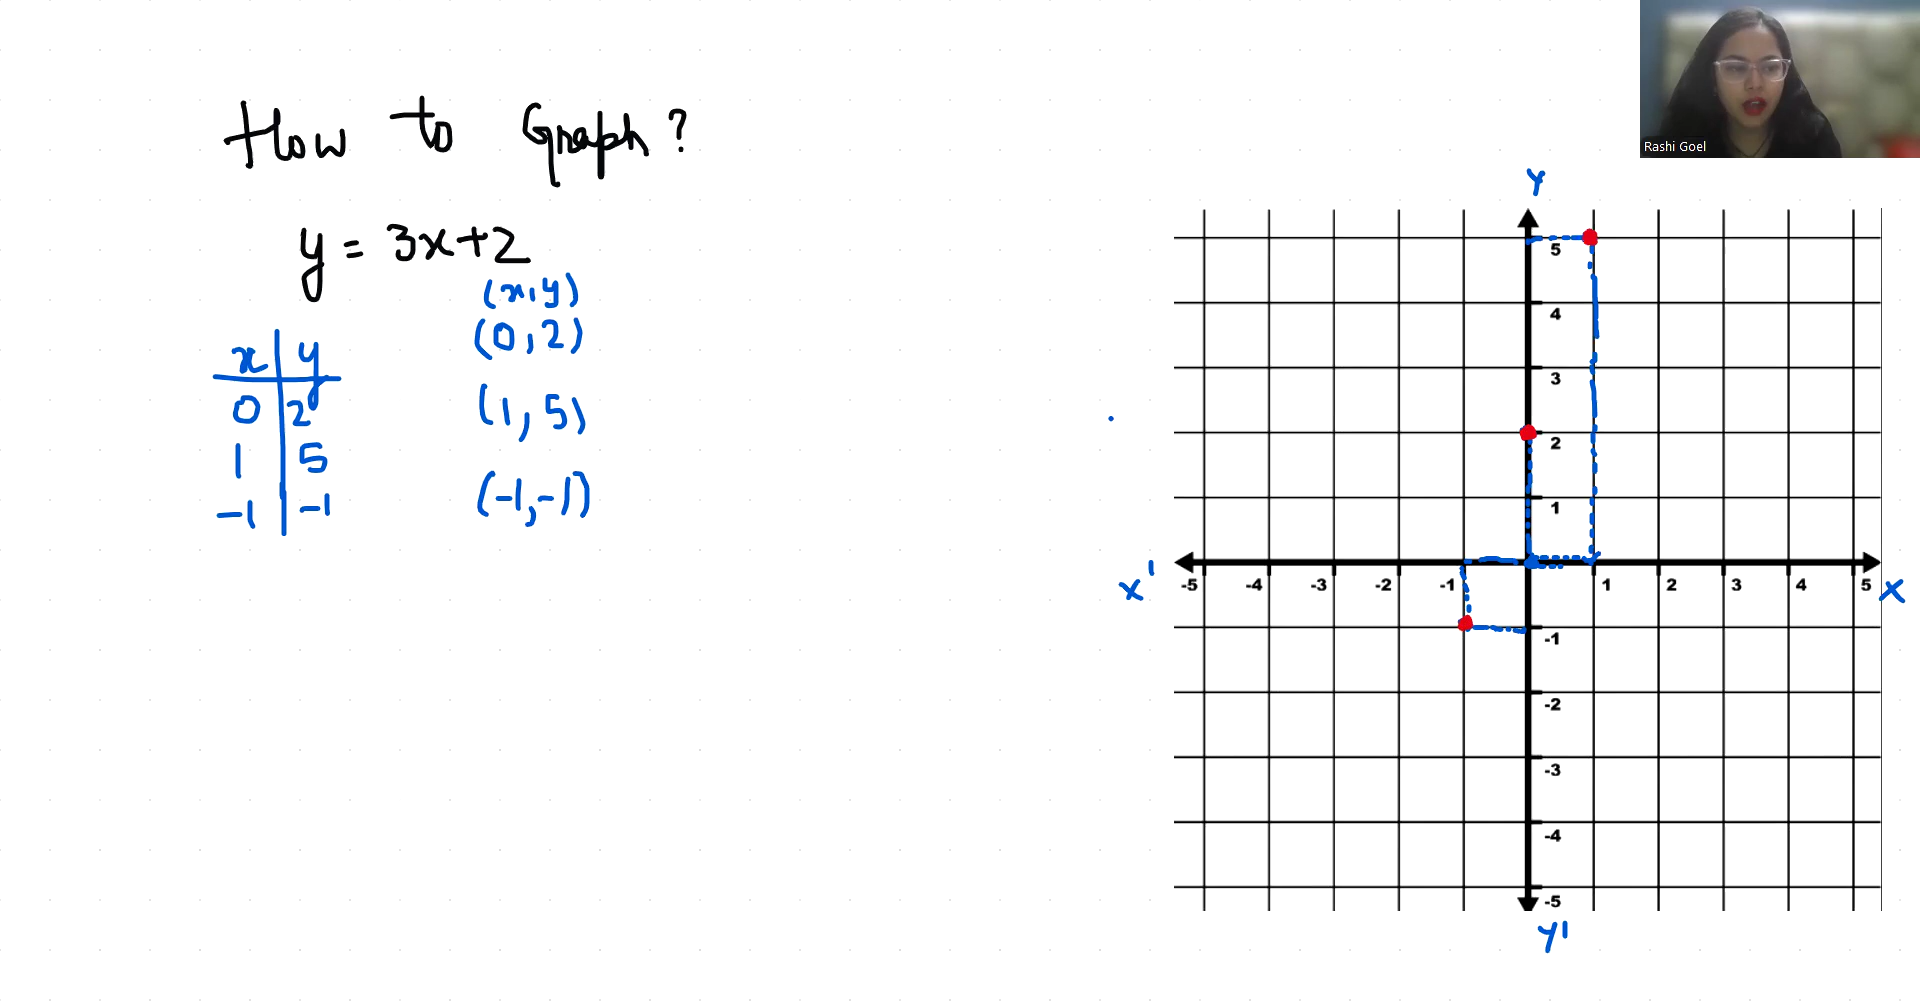 How to Graph?
y = 3x+2
(x,y)
(0,2)
(1,5)
(-1,-1)
x y
0 2
1 5
-1 -1
Rashi Goel
Y
5
4
3
2
1
X' -5 -4 -3 -2 -1 1 2 3 4 5 X
-1
-2
-3
-4
-5
Y'